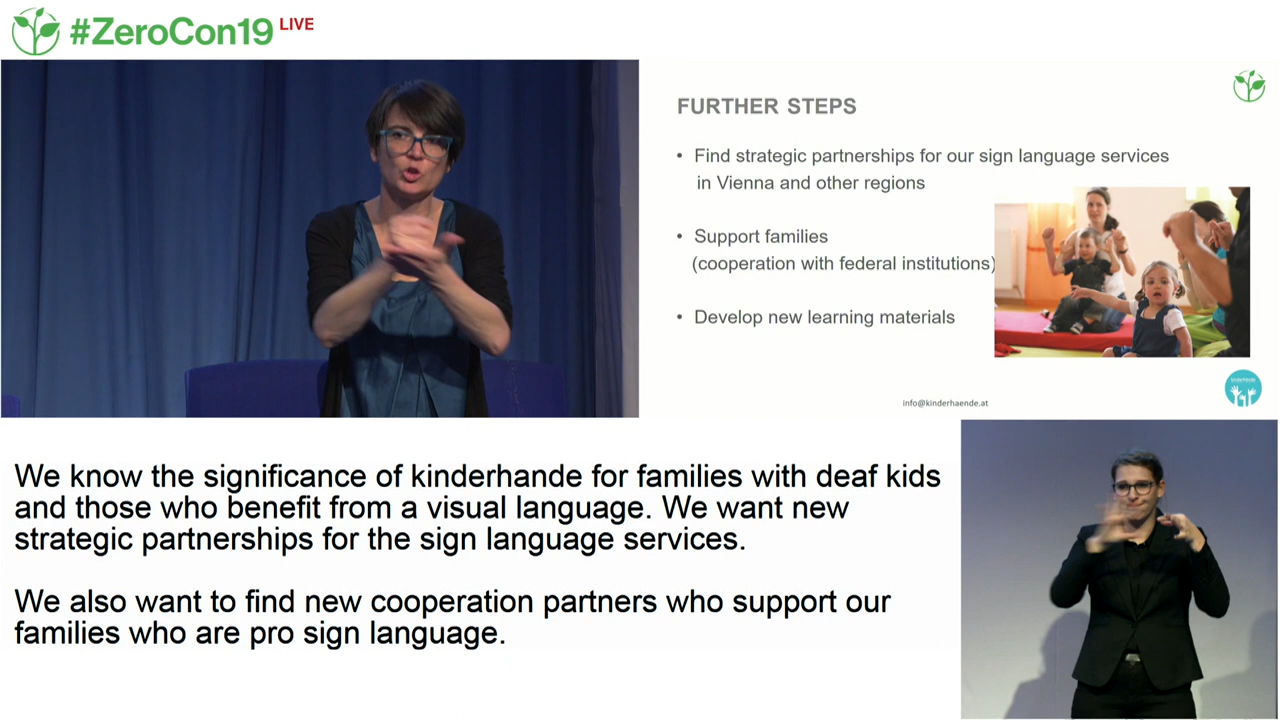 #ZeroCon19 LIVE
FURTHER STEPS
• Find strategic partnerships for our sign language services
in Vienna and other regions
• Support families
(cooperation with federal institutions)
• Develop new learning materials
kinderhände
info@kinderhaende.at
We know the significance of kinderhande for families with deaf kids
and those who benefit from a visual language. We want new
strategic partnerships for the sign language services.
We also want to find new cooperation partners who support our
families who are pro sign language.